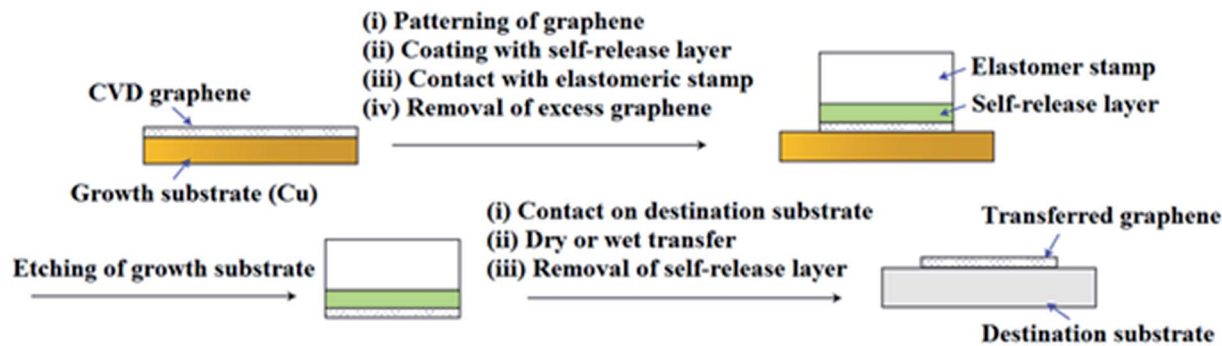 (i) Patterning of graphene
(ii) Coating with self-release layer
(iii) Contact with elastomeric stamp
(iv) Removal of excess graphene
CVD graphene
Growth substrate (Cu)
Elastomer stamp
Self-release layer
Etching of growth substrate
(i) Contact on destination substrate
(ii) Dry or wet transfer
(iii) Removal of self-release layer
Transferred graphene
Destination substrate